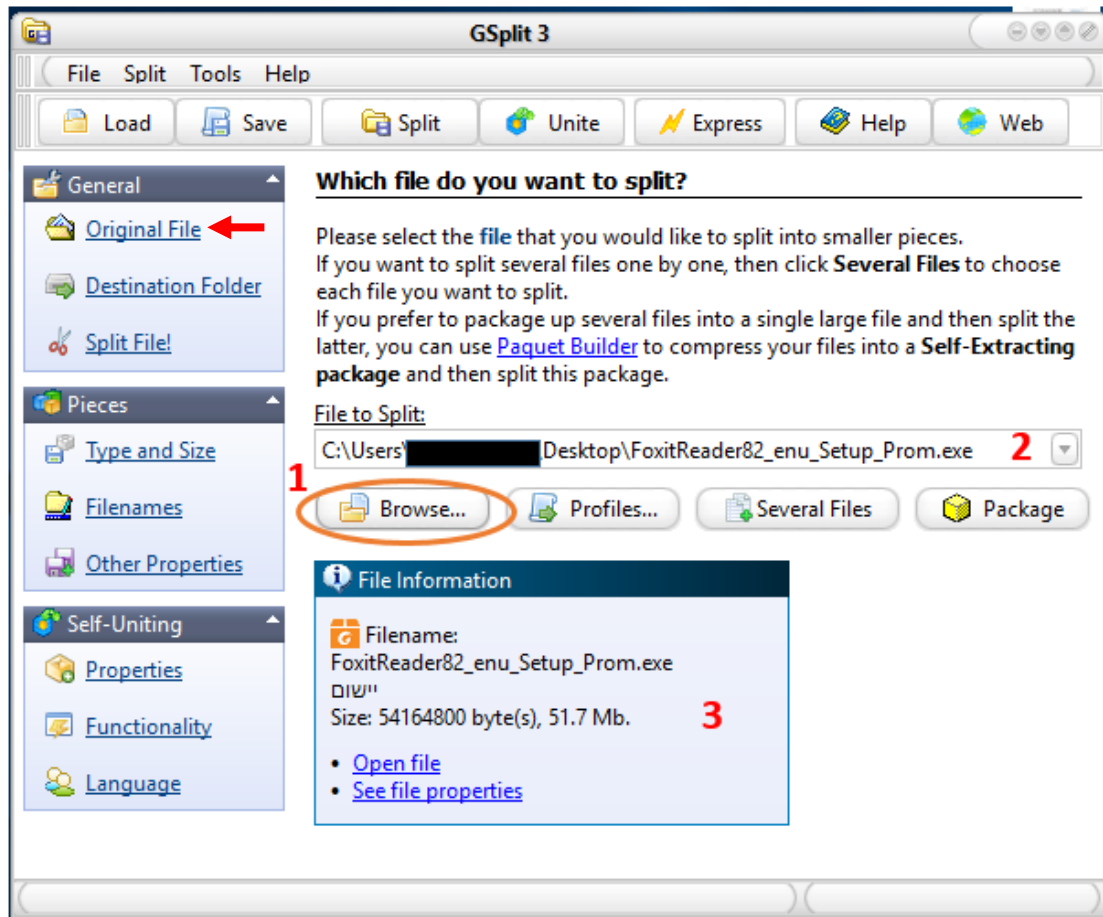 GSplit 3
File Split Tools Help
Load Save Split Unite Express Help Web
General
Original File
Destination Folder
Split File!
Pieces
Type and Size
Filenames
Other Properties
Self-Uniting
Properties
Functionality
Language
Which file do you want to split?
Please select the file that you would like to split into smaller pieces.
If you want to split several files one by one, then click Several Files to choose
each file you want to split.
If you prefer to package up several files into a single large file and then split the
latter, you can use Paquet Builder to compress your files into a Self-Extracting
package and then split this package.
File to Split:
C:\Users\ Desktop\FoxitReader82_enu_Setup_Prom.exe 2
1
Browse... Profiles... Several Files Package
File Information
Filename:
FoxitReader82_enu_Setup_Prom.exe
יישום
Size: 54164800 byte(s), 51.7 Mb. 3
• Open file
• See file properties